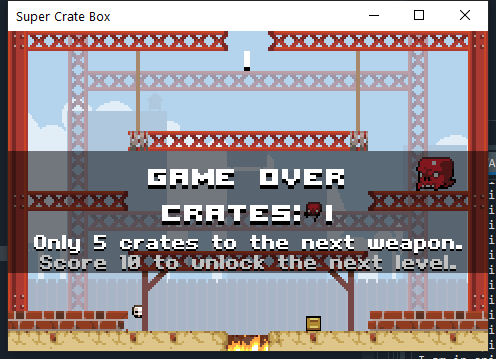 Super Crate Box
GAME OVER
CRATES: 1
Only 5 crates to the next weapon.
Score 10 to unlock the next level.